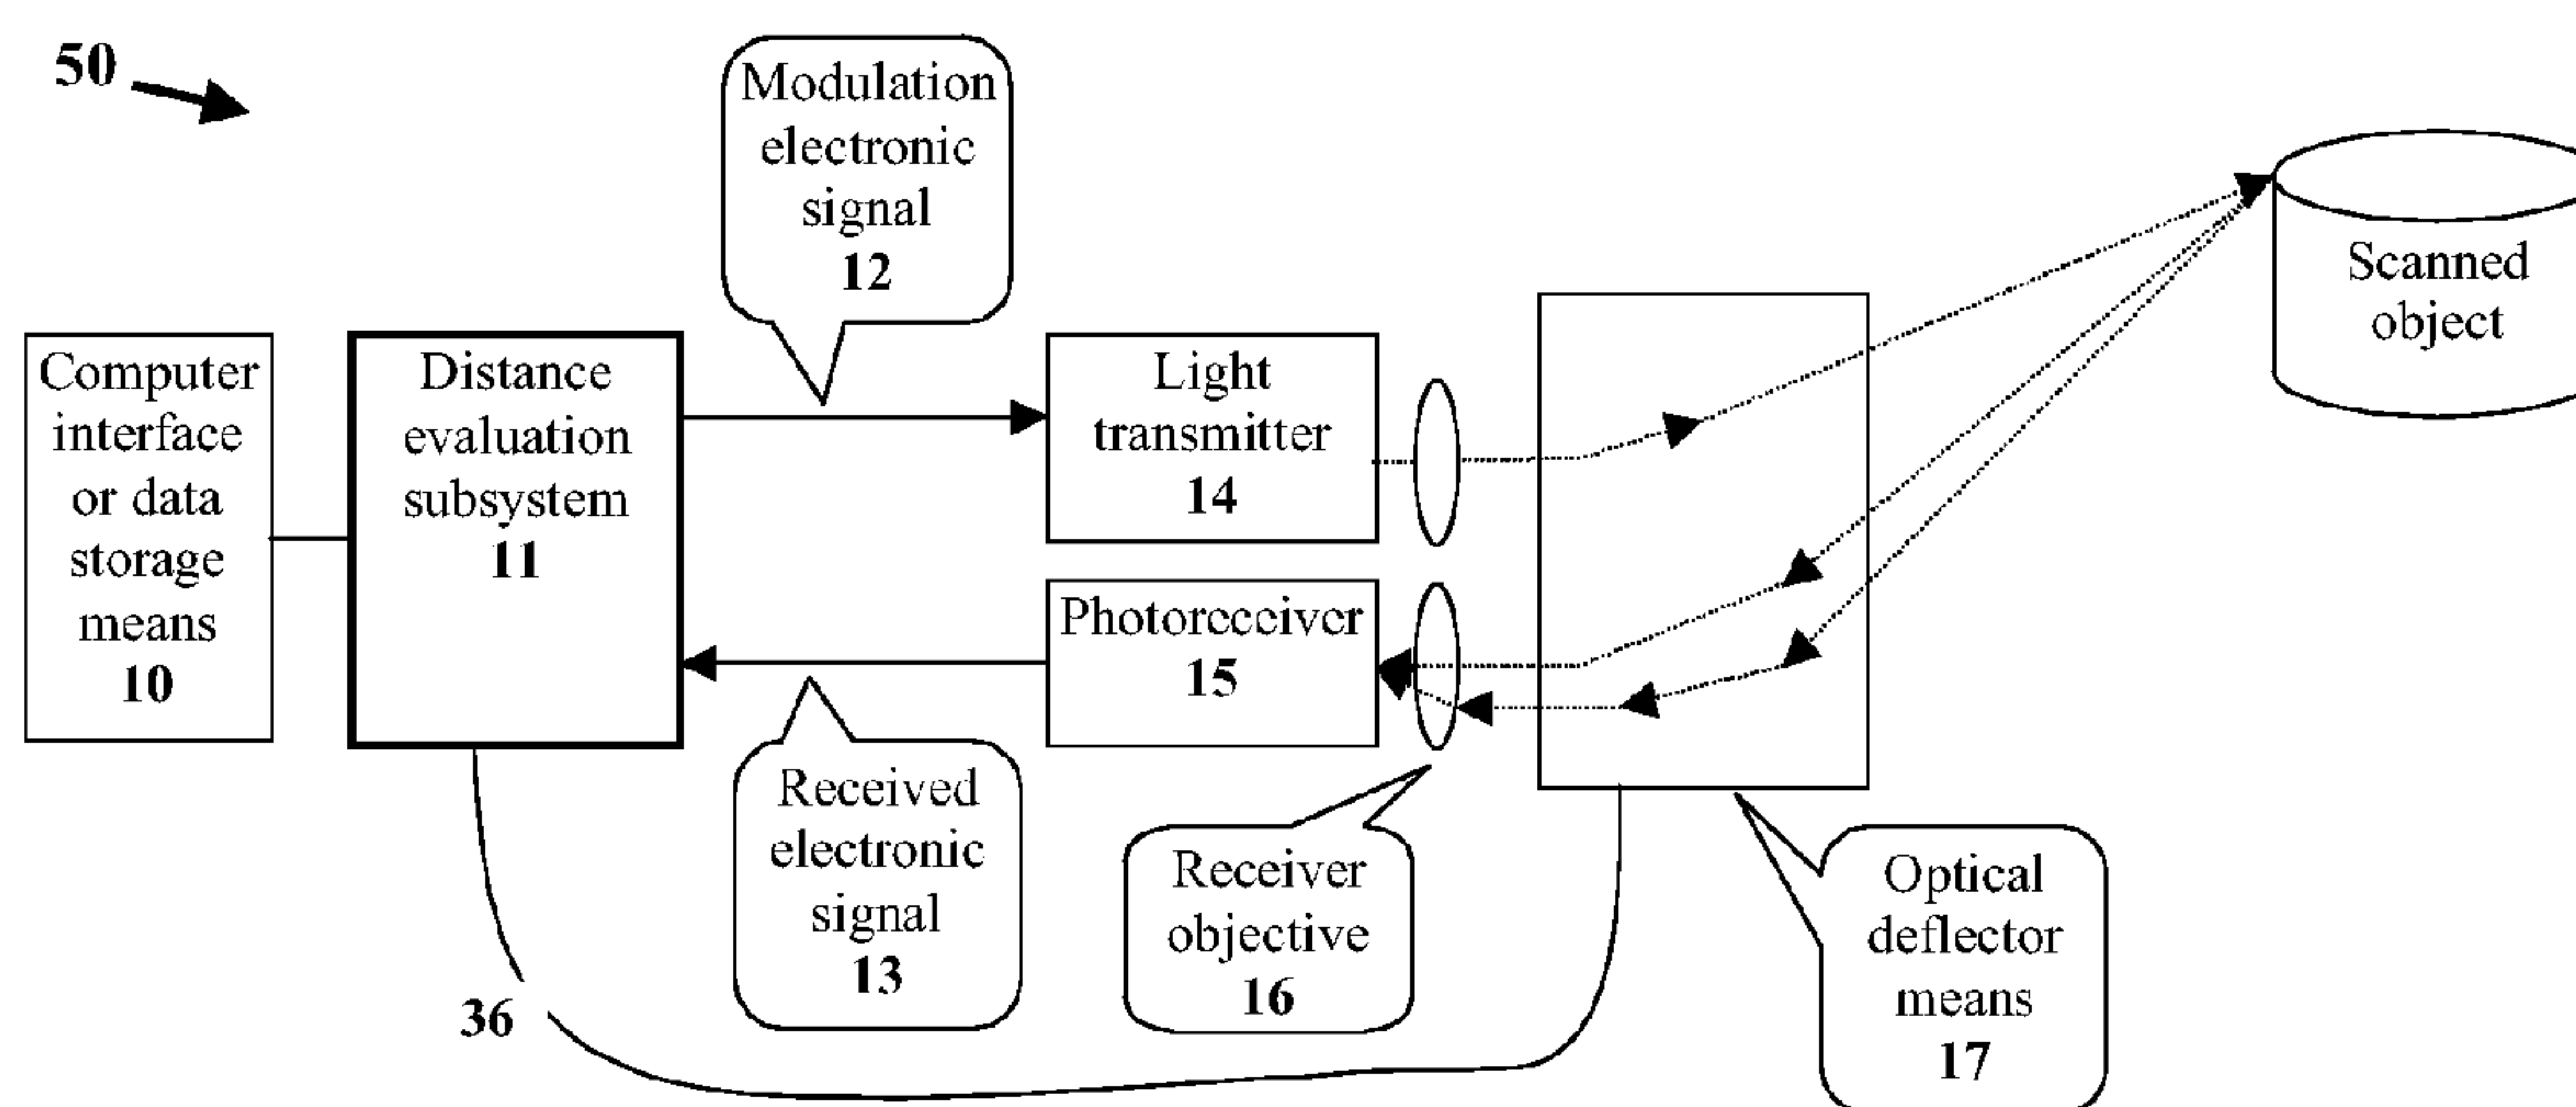 50
Modulation
electronic
signal
12
Computer
interface
or data
storage
means
10
Distance
evaluation
subsystem
11
Light
transmitter
14
Scanned
object
Photoreceiver
15
Received
electronic
signal
13
Receiver
objective
16
Optical
deflector
means
17
36